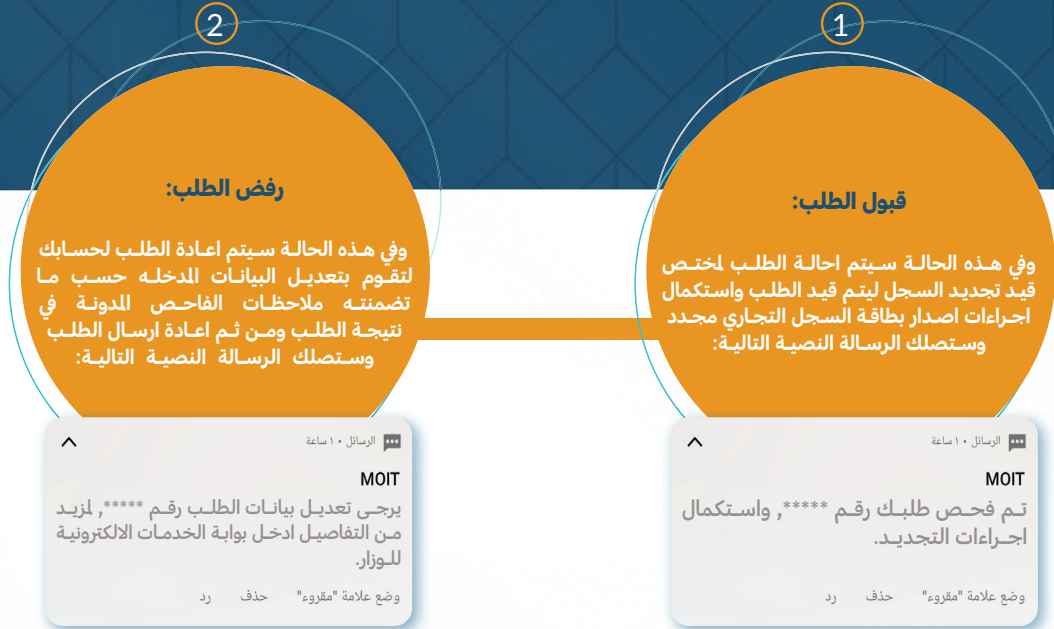 1
قبول الطلب:
وفي هذه الحالة سيتم احالة الطلب لمختص
قيد تجديد السجل ليتم قيد الطلب واستكمال
اجراءات اصدار بطاقة السجل التجاري مجدد
وستصلك الرسالة النصية التالية:
الرسائل • ١ ساعة
MOIT
تم فحص طلبك رقم *****, واستكمال
اجراءات التجديد.
وضع علامة "مقروء" حذف رد
2
رفض الطلب:
وفي هذه الحالة سيتم اعادة الطلب لحسابك
لتقوم بتعديل البيانات المدخله حسب ما
تضمنته ملاحظات الفاحص المدونة في
نتيجة الطلب ومن ثم اعادة ارسال الطلب
وستصلك الرسالة النصية التالية:
الرسائل • ١ ساعة
MOIT
يرجى تعديل بيانات الطلب رقم *****, لمزيد
من التفاصيل ادخل بوابة الخدمات الالكترونية
للوزار.
وضع علامة "مقروء" حذف رد